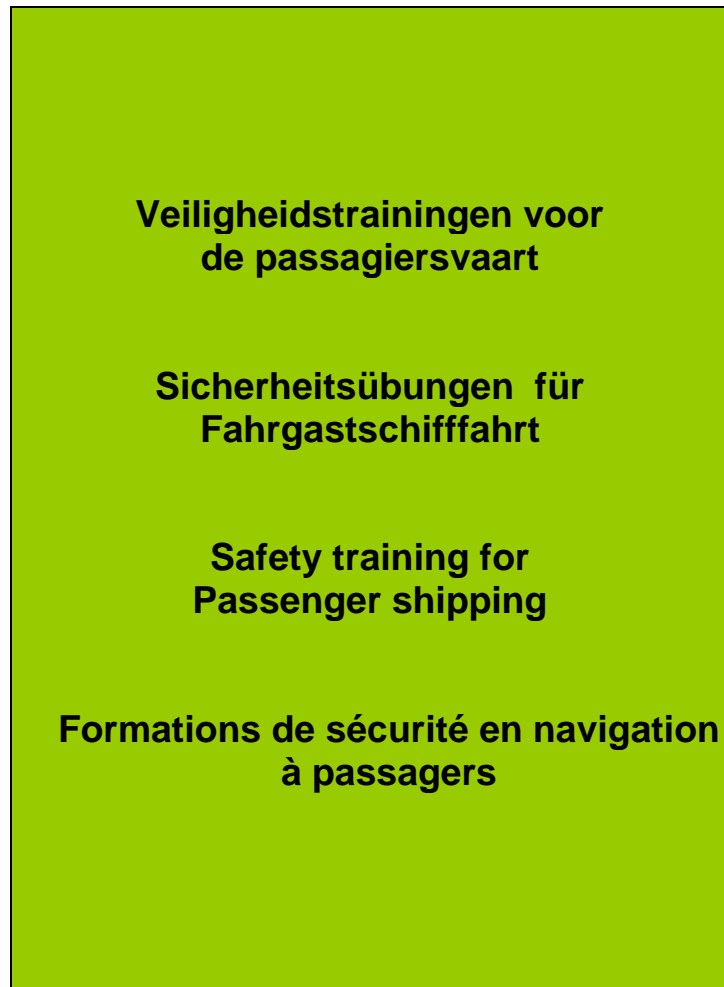 Veiligheidstrainingen voor
de passagiersvaart
Sicherheitsübungen für
Fahrgastschifffahrt
Safety training for
Passenger shipping
Formations de sécurité en navigation
à passagers